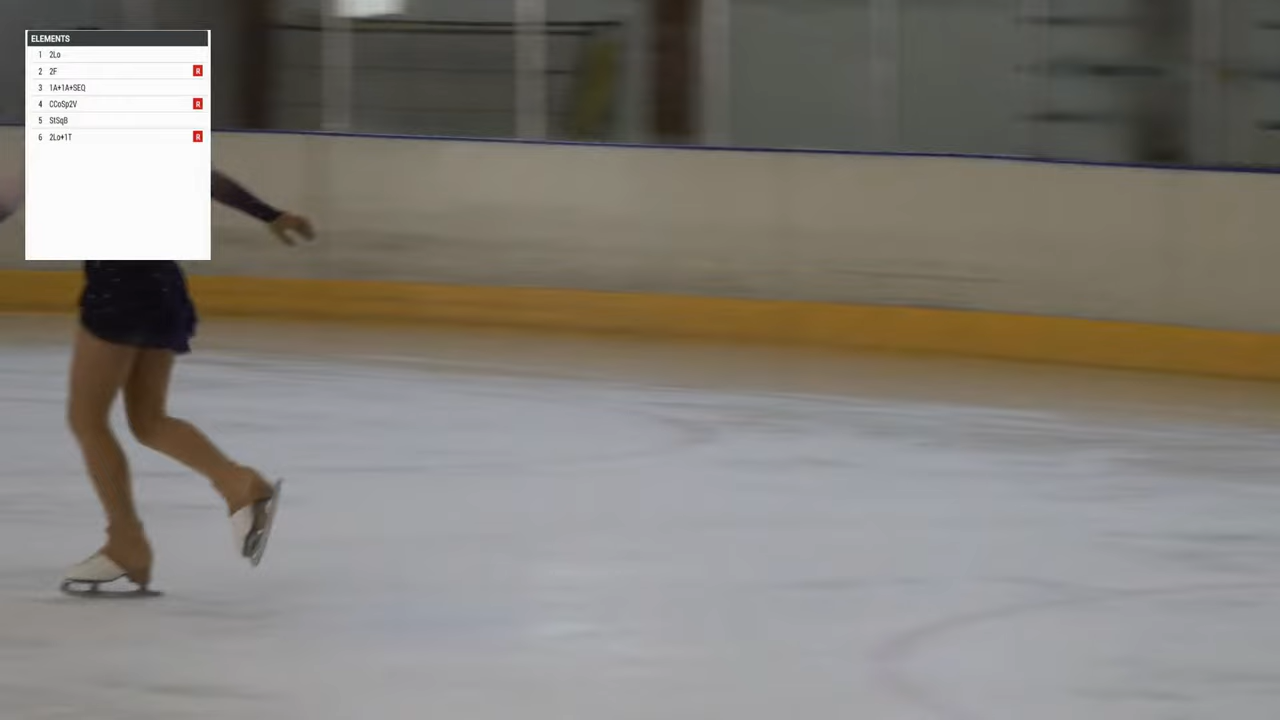 ELEMENTS
1 2Lo
2 2F R
3 1A+1A+SEQ
4 CCoSp2V R
5 StSqB
6 2Lo+1T R